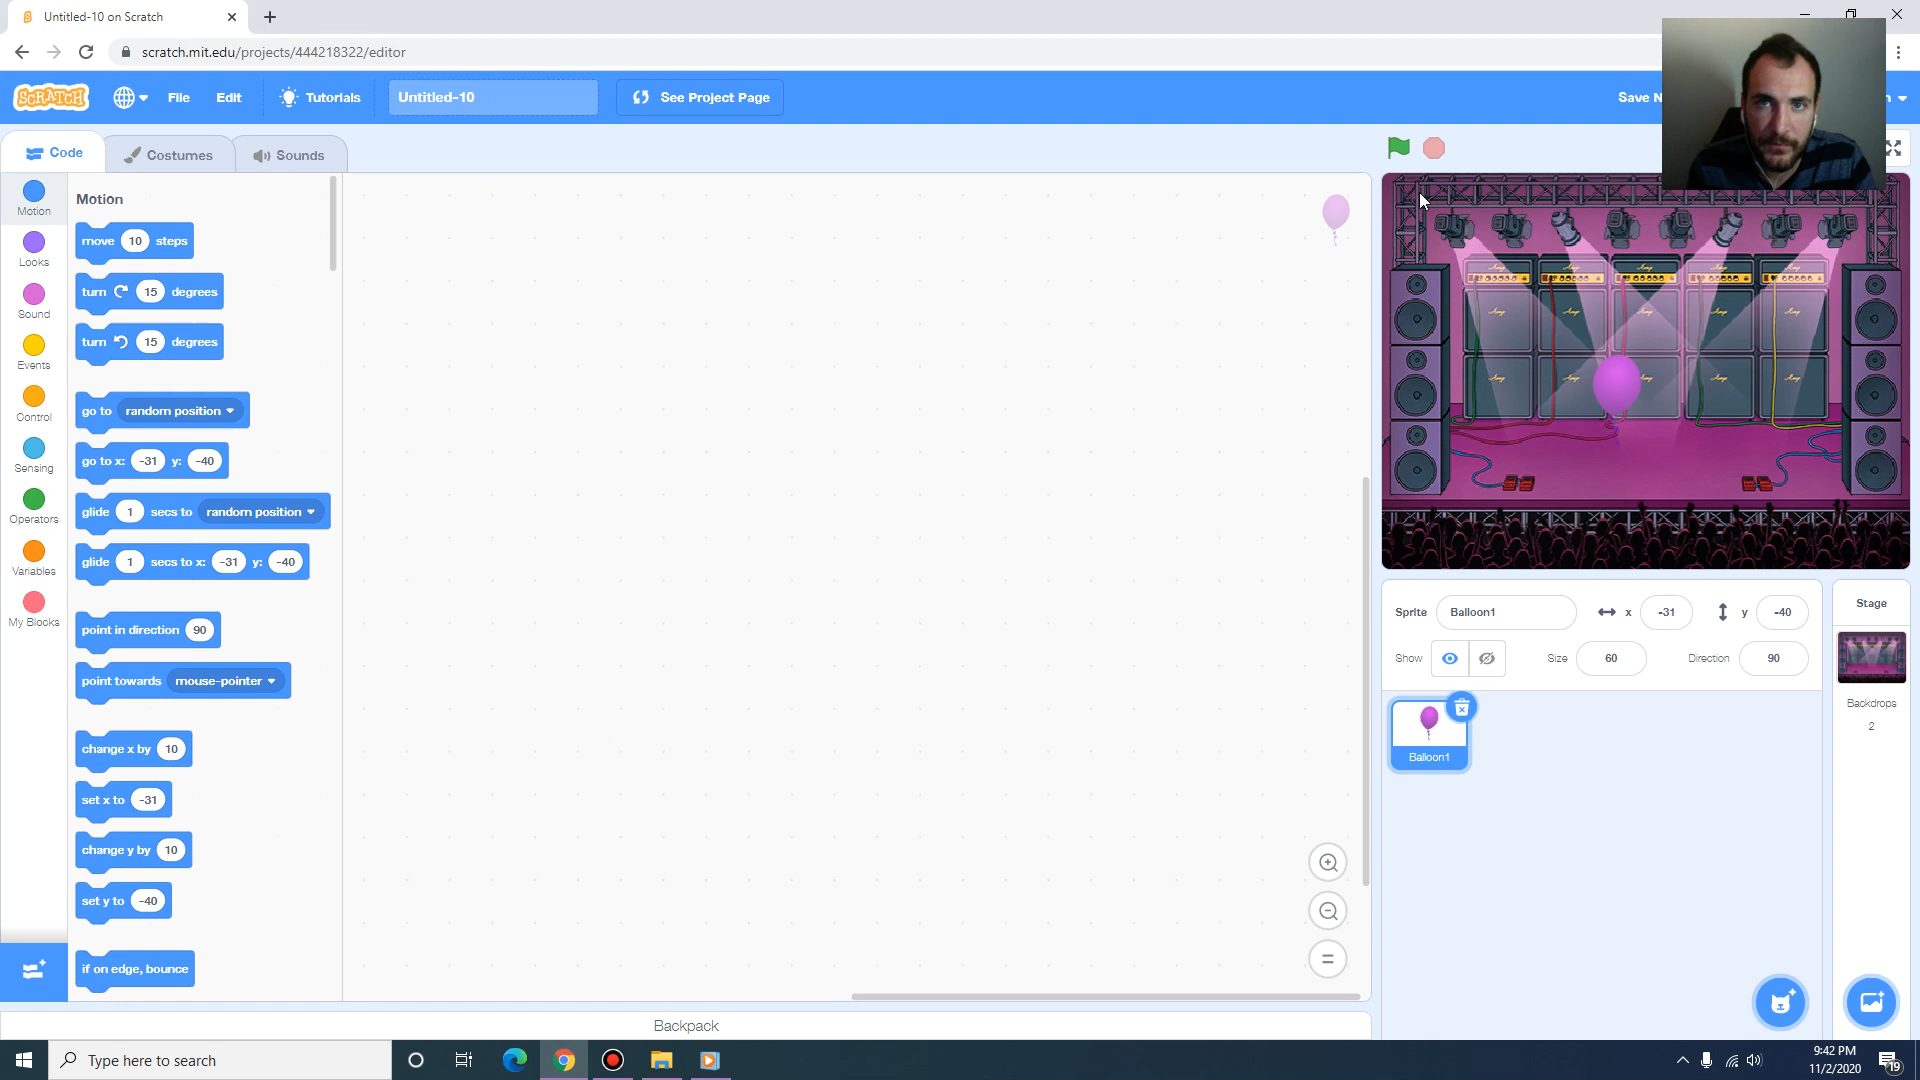 Untitled-10 on Scratch
scratch.mit.edu/projects/444218322/editor
SCRATCH File Edit Tutorials Untitled-10 See Project Page Save N
Code Costumes Sounds
Motion
Looks
Sound
Events
Control
Sensing
Operators
Variables
My Blocks
Motion
move 10 steps
turn 15 degrees
turn 15 degrees
go to random position
go to x: -31 y: -40
glide 1 secs to random position
glide 1 secs to x: -31 y: -40
point in direction 90
point towards mouse-pointer
change x by 10
set x to -31
change y by 10
set y to -40
if on edge, bounce
Sprite Balloon1 x -31 y -40
Show Size 60 Direction 90
Balloon1
Stage
Backdrops
2
Backpack
Type here to search
9:42 PM
11/2/2020
19